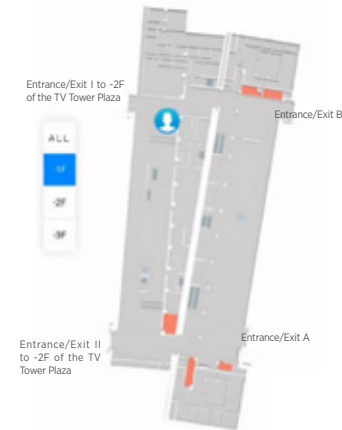 Entrance/Exit I to -2F
of the TV Tower Plaza
Entrance/Exit B
ALL
-1F
-2F
-3F
Entrance/Exit A
Entrance/Exit II
to -2F of the TV
Tower Plaza